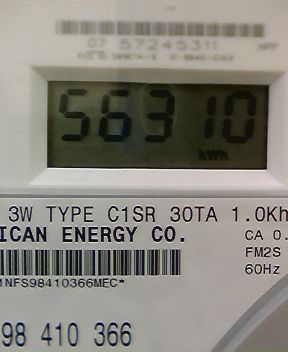 07 57245311
56310
kWh
3W TYPE C1SR 30TA 1.0Kh
ICAN ENERGY CO.
CA 0.
FM2S
60Hz
NFS98410366MEC*
98 410 366